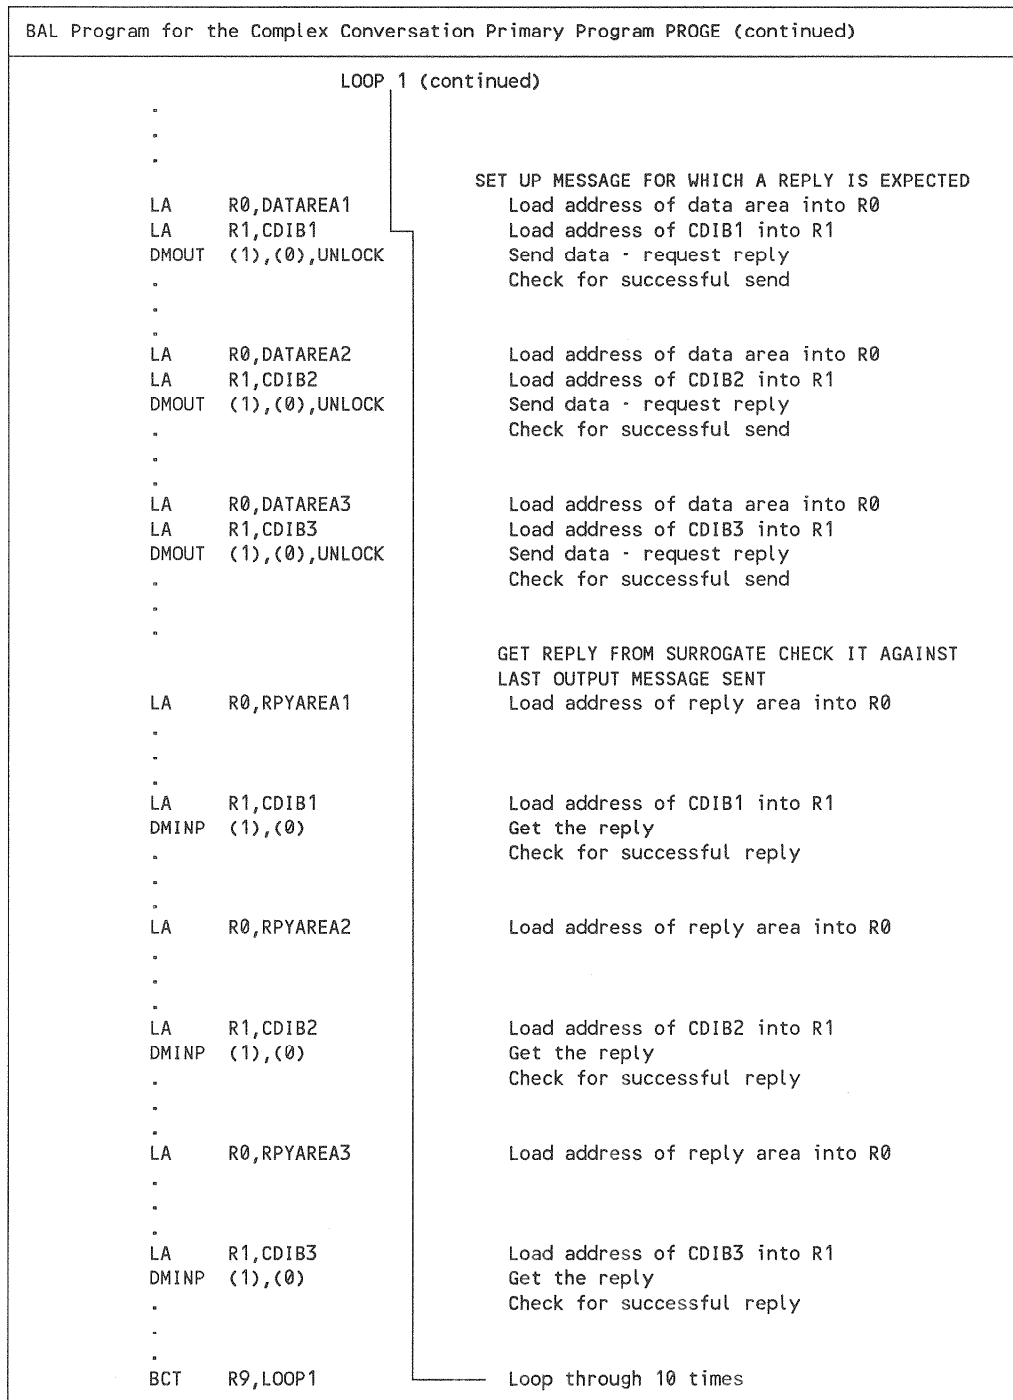 BAL Program for the Complex Conversation Primary Program PROGE (continued)
LOOP 1 (continued)
.
.
.
SET UP MESSAGE FOR WHICH A REPLY IS EXPECTED
LA R0,DATAREA1 Load address of data area into R0
LA R1,CDIB1 Load address of CDIB1 into R1
DMOUT (1),(0),UNLOCK Send data - request reply
. Check for successful send
.
.
LA R0,DATAREA2 Load address of data area into R0
LA R1,CDIB2 Load address of CDIB2 into R1
DMOUT (1),(0),UNLOCK Send data - request reply
. Check for successful send
.
.
LA R0,DATAREA3 Load address of data area into R0
LA R1,CDIB3 Load address of CDIB3 into R1
DMOUT (1),(0),UNLOCK Send data - request reply
. Check for successful send
.
.
GET REPLY FROM SURROGATE CHECK IT AGAINST
LAST OUTPUT MESSAGE SENT
LA R0,RPYAREA1 Load address of reply area into R0
.
.
.
LA R1,CDIB1 Load address of CDIB1 into R1
DMINP (1),(0) Get the reply
. Check for successful reply
.
.
LA R0,RPYAREA2 Load address of reply area into R0
.
.
.
LA R1,CDIB2 Load address of CDIB2 into R1
DMINP (1),(0) Get the reply
. Check for successful reply
.
.
LA R0,RPYAREA3 Load address of reply area into R0
.
.
.
LA R1,CDIB3 Load address of CDIB3 into R1
DMINP (1),(0) Get the reply
. Check for successful reply
.
.
BCT R9,LOOP1 Loop through 10 times